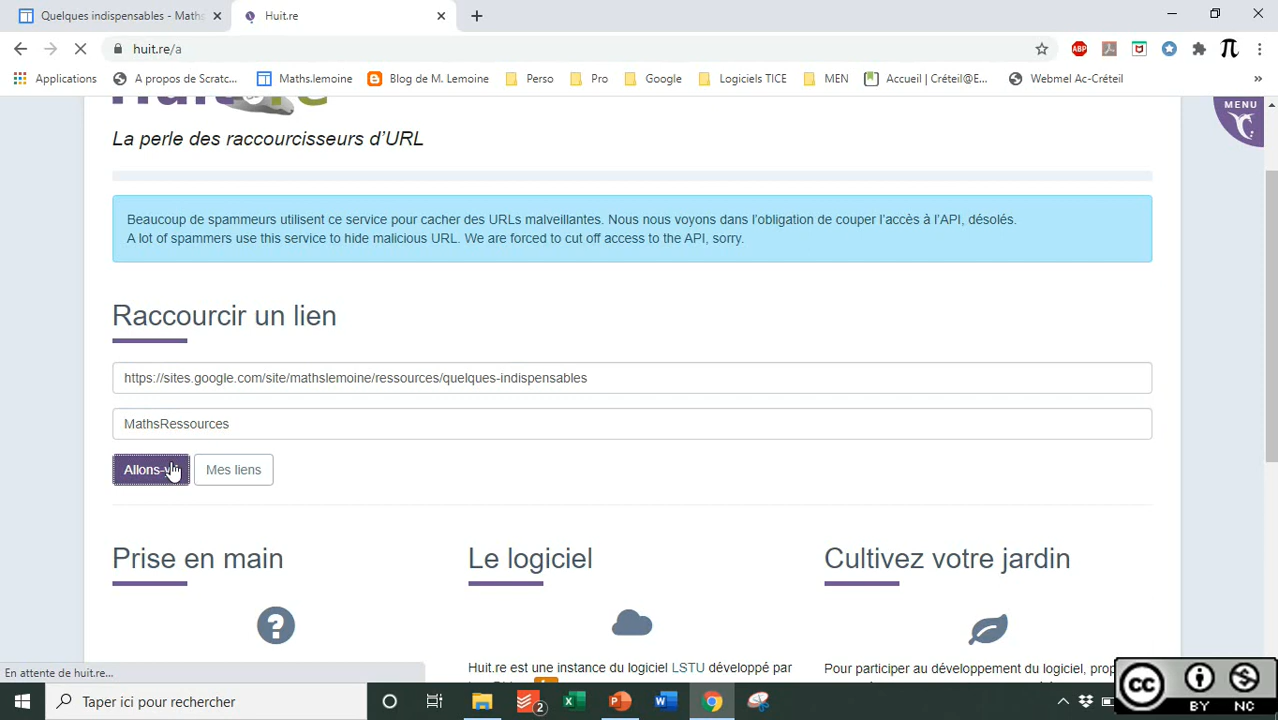 Quelques indispensables - Maths
Huit.re
huit.re/a
Applications
A propos de Scratc...
Maths.lemoine
Blog de M. Lemoine
Perso
Pro
Google
Logiciels TICE
MEN
Accueil | Créteil@E...
Webmel Ac-Créteil
»
MENU
La perle des raccourcisseurs d'URL
Beaucoup de spammeurs utilisent ce service pour cacher des URLs malveillantes. Nous nous voyons dans l'obligation de couper l'accès à l'API, désolés.
A lot of spammers use this service to hide malicious URL. We are forced to cut off access to the API, sorry.
Raccourcir un lien
https://sites.google.com/site/mathslemoine/ressources/quelques-indispensables
MathsRessources
Allons-y
Mes liens
Prise en main
Le logiciel
Cultivez votre jardin
Huit.re est une instance du logiciel LSTU développé par
Pour participer au développement du logiciel, prop
En attente de huit.re...
Taper ici pour rechercher
2
CC
BY NC